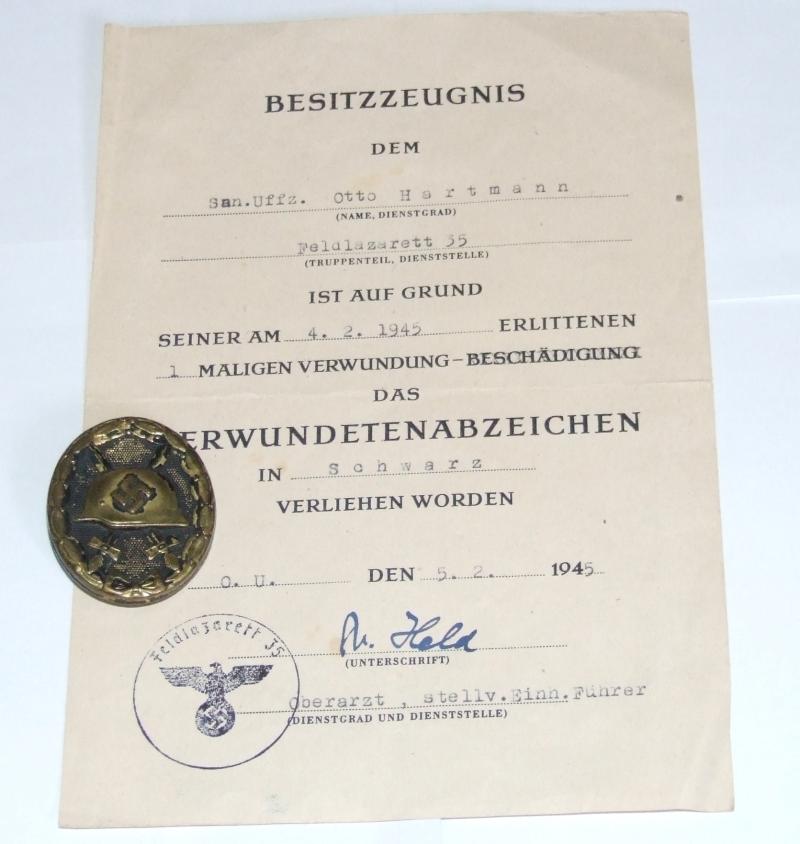 BESITZZEUGNIS
DEM
San.Uffz. Otto Hartmann
(NAME, DIENSTGRAD)
Feldlazarett 35
(TRUPPENTEIL, DIENSTSTELLE)
IST AUF GRUND
SEINER AM 4. 2. 1945 ERLITTENEN
1 MALIGEN VERWUNDUNG – BESCHÄDIGUNG
DAS
ERWUNDETENABZEICHEN
IN Schwarz
VERLIEHEN WORDEN
O. U. DEN 5. 2. 1945
Feldlazarett 35
Dr. Held
(UNTERSCHRIFT)
Oberarzt, stellv.Einh.Führer
(DIENSTGRAD UND DIENSTSTELLE)